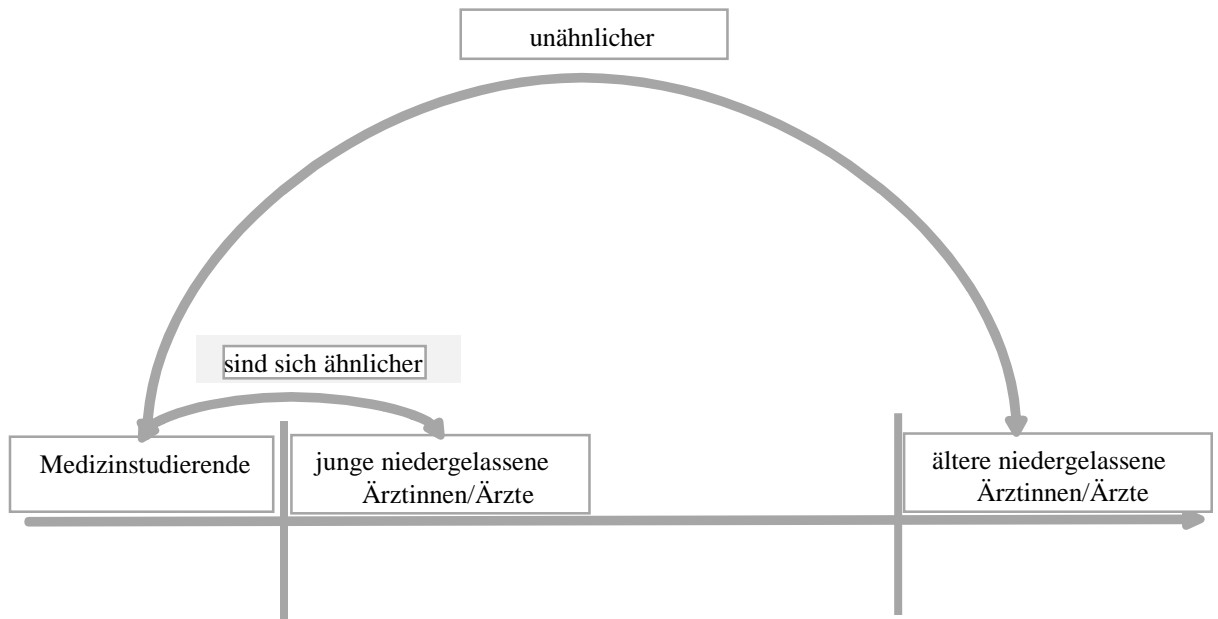 unähnlicher
sind sich ähnlicher
Medizinstudierende
junge niedergelassene
Ärztinnen/Ärzte
ältere niedergelassene
Ärztinnen/Ärzte